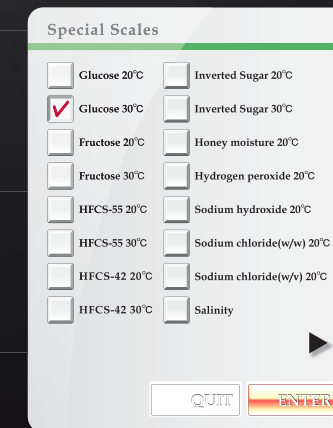 Special Scales
Glucose 20℃
Glucose 30℃
Fructose 20℃
Fructose 30℃
HFCS-55 20℃
HFCS-55 30℃
HFCS-42 20℃
HFCS-42 30℃
Inverted Sugar 20℃
Inverted Sugar 30℃
Honey moisture 20℃
Hydrogen peroxide 20℃
Sodium hydroxide 20℃
Sodium chloride(w/w) 20℃
Sodium chloride(w/v) 20℃
Salinity
QUIT
ENTER